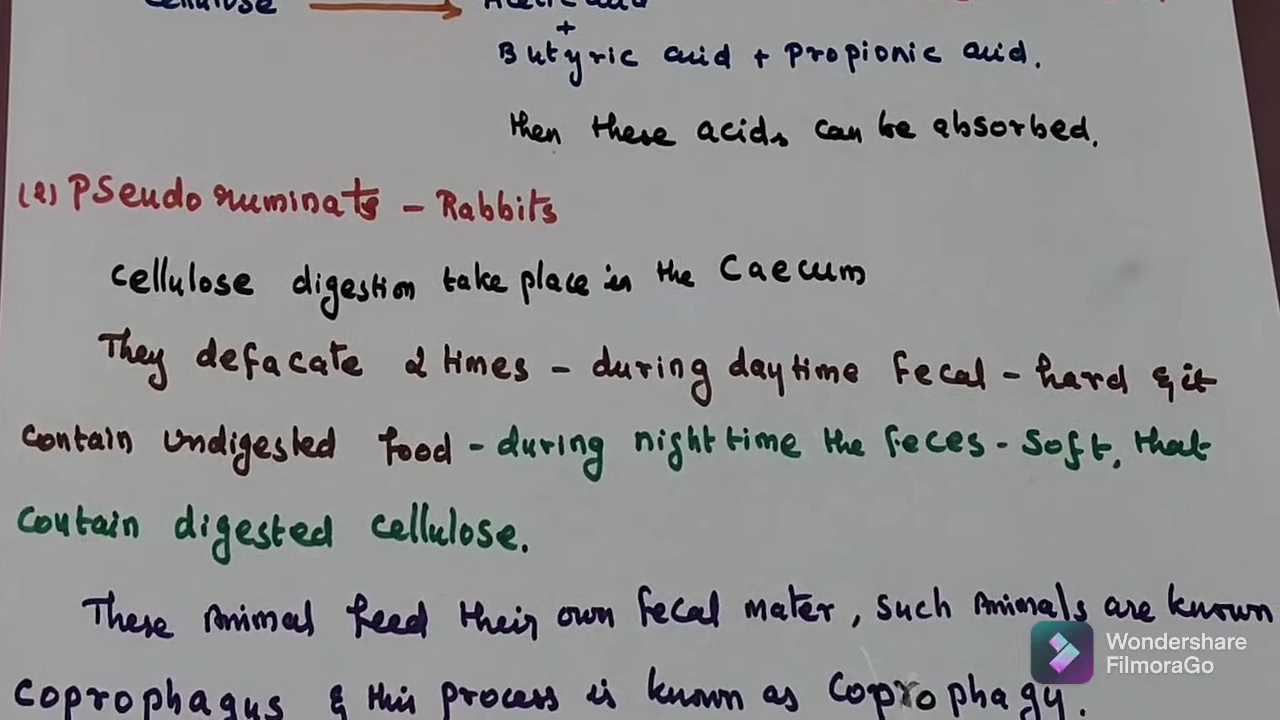 Cellulose → Acetic acid
+
Butyric acid + Propionic acid.
then these acids can be absorbed.
(2) Pseudo ruminats – Rabbits
Cellulose digestion take place in the Caecum
They defacate 2 times – during daytime Fecal – hard & it
contain undigested food – during night time the feces - soft, that
contain digested cellulose.
These Animal feed their own fecal mater, such Animals are known
coprophagus & this process is known as coprophagy.
Wondershare
FilmoraGo